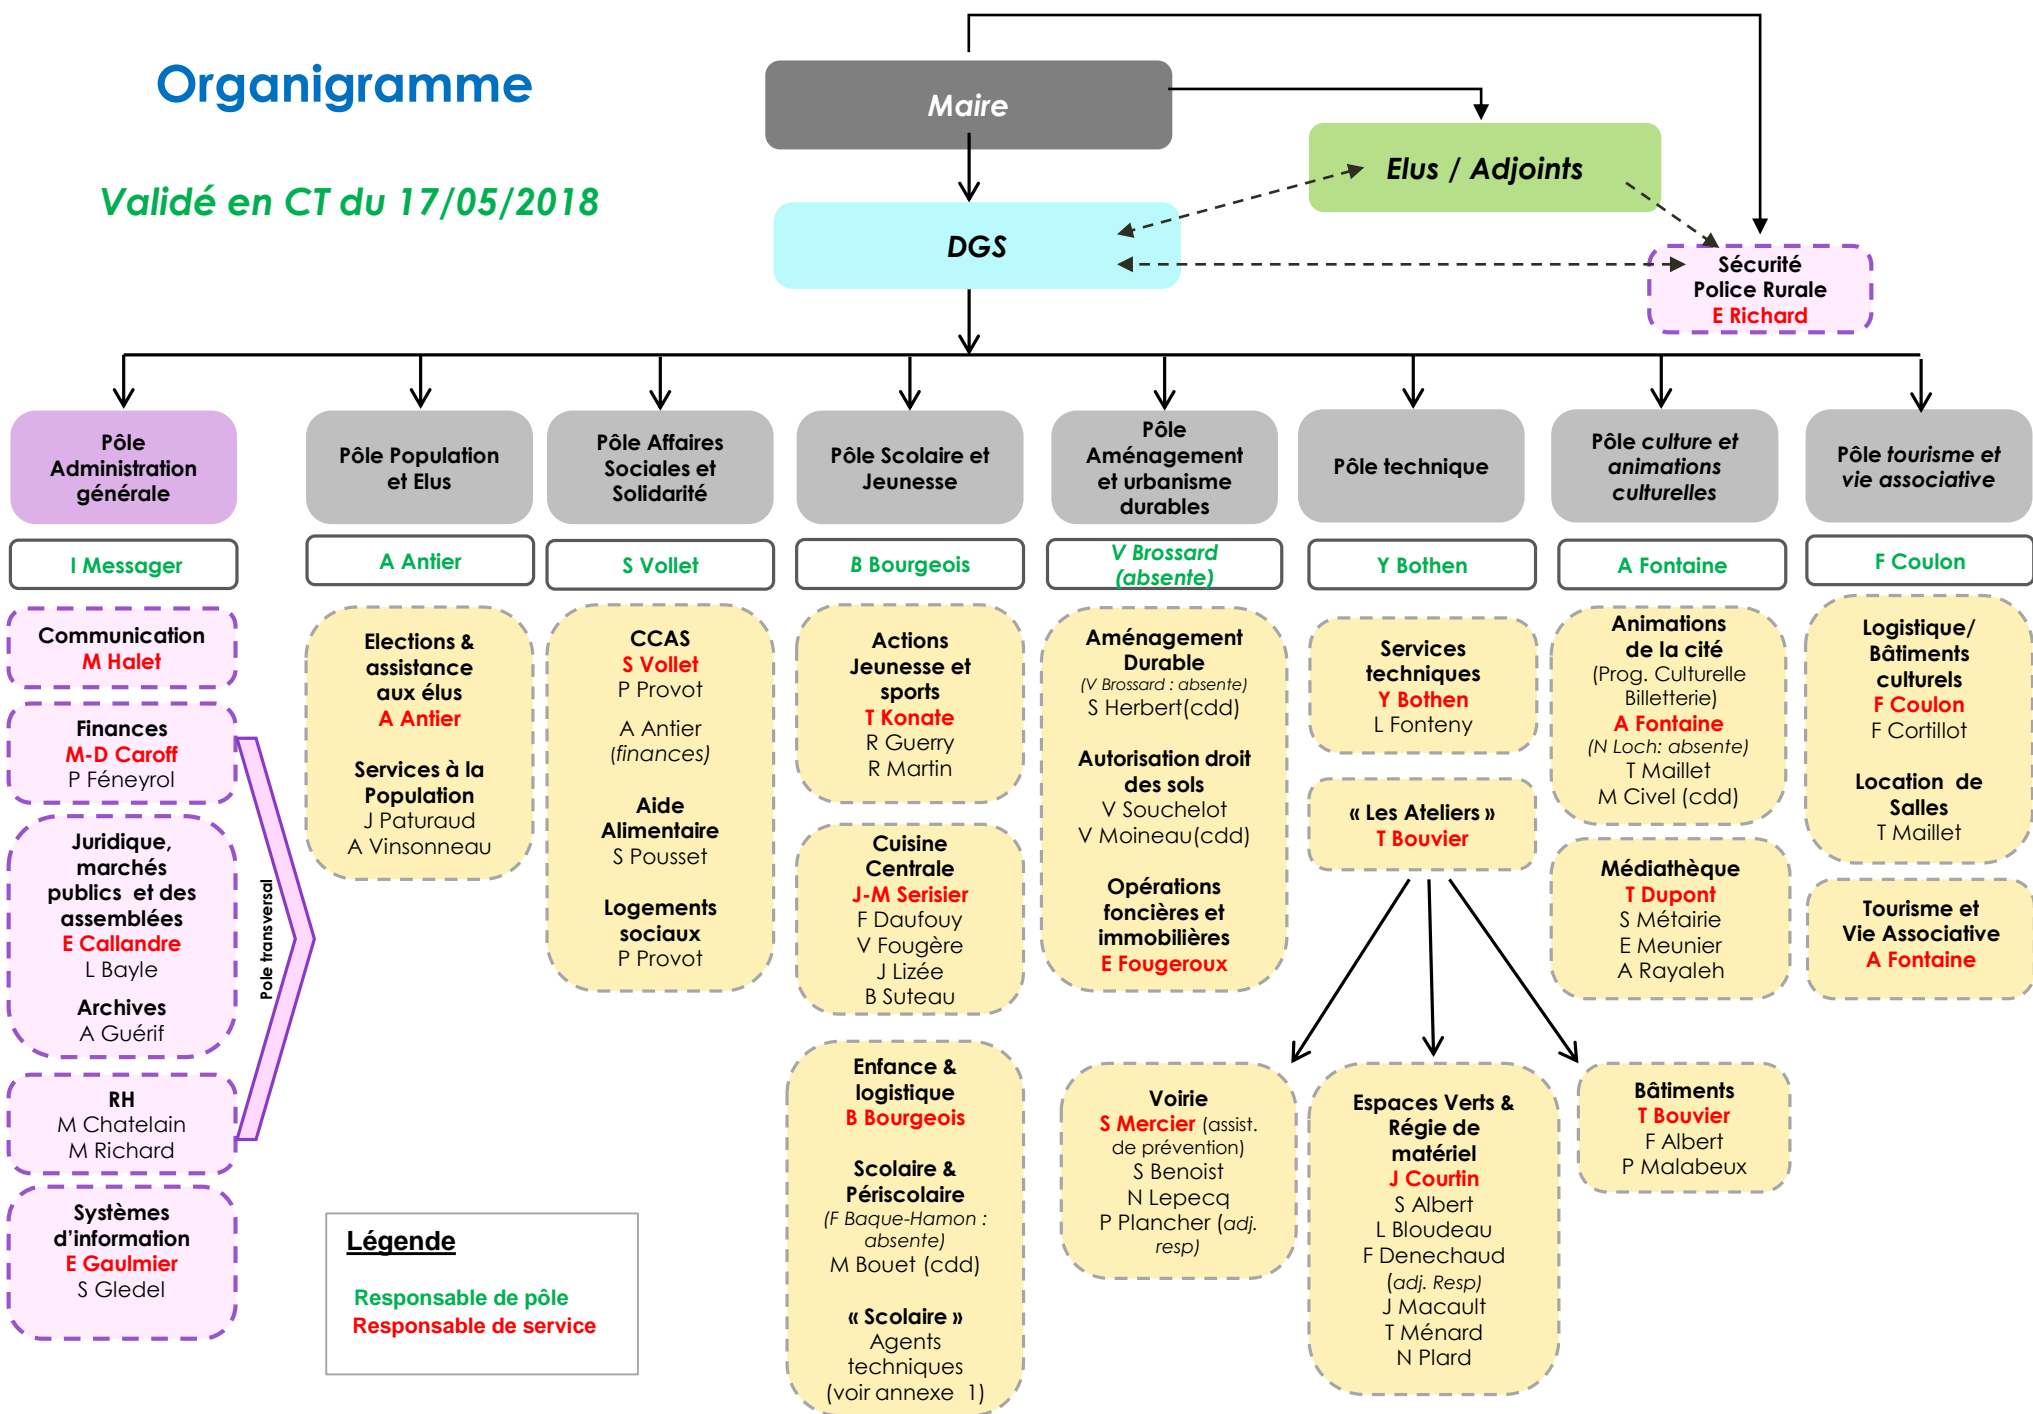 Organigramme
Validé en CT du 17/05/2018
Maire
Elus / Adjoints
DGS
Sécurité
Police Rurale
E Richard
Pôle
Administration
générale
I Messager
Communication
M Halet
Finances
M-D Caroff
P Féneyrol
Juridique,
marchés
publics et des
assemblées
E Callandre
L Bayle
Archives
A Guérif
RH
M Chatelain
M Richard
Systèmes
d'information
E Gaulmier
S Gledel
Pole transversal
Pôle Population
et Elus
A Antier
Elections &
assistance
aux élus
A Antier
Services à la
Population
J Paturaud
A Vinsonneau
Pôle Affaires
Sociales et
Solidarité
S Vollet
CCAS
S Vollet
P Provot
A Antier
(finances)
Aide
Alimentaire
S Pousset
Logements
sociaux
P Provot
Pôle Scolaire et
Jeunesse
B Bourgeois
Actions
Jeunesse et
sports
T Konate
R Guerry
R Martin
Cuisine
Centrale
J-M Serisier
F Daufouy
V Fougère
J Lizée
B Suteau
Enfance &
logistique
B Bourgeois
Scolaire &
Périscolaire
(F Baque-Hamon :
absente)
M Bouet (cdd)
« Scolaire »
Agents
techniques
(voir annexe 1)
Pôle
Aménagement
et urbanisme
durables
V Brossard
(absente)
Aménagement
Durable
(V Brossard : absente)
S Herbert(cdd)
Autorisation droit
des sols
V Souchelot
V Moineau(cdd)
Opérations
foncières et
immobilières
E Fougeroux
Pôle technique
Y Bothen
Services
techniques
Y Bothen
L Fonteny
« Les Ateliers »
T Bouvier
Voirie
S Mercier (assist.
de prévention)
S Benoist
N Lepecq
P Plancher (adj.
resp)
Espaces Verts &
Régie de
matériel
J Courtin
S Albert
L Bloudeau
F Denechaud
(adj. Resp)
J Macault
T Ménard
N Plard
Bâtiments
T Bouvier
F Albert
P Malabeux
Pôle culture et
animations
culturelles
A Fontaine
Animations
de la cité
(Prog. Culturelle
Billetterie)
A Fontaine
(N Loch: absente)
T Maillet
M Civel (cdd)
Médiathèque
T Dupont
S Métairie
E Meunier
A Rayaleh
Pôle tourisme et
vie associative
F Coulon
Logistique/
Bâtiments
culturels
F Coulon
F Cortillot
Location de
Salles
T Maillet
Tourisme et
Vie Associative
A Fontaine
Légende
Responsable de pôle
Responsable de service